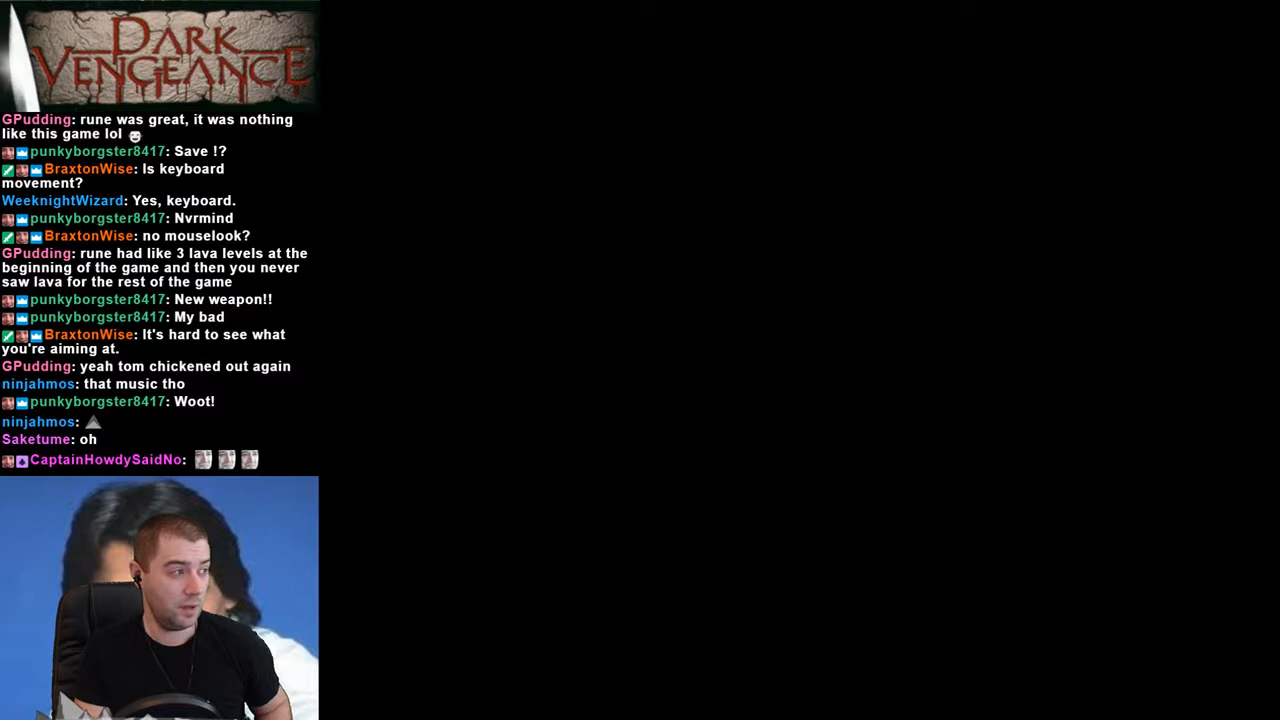 DARK
VENGEANCE
GPudding: rune was great, it was nothing
like this game lol
punkyborgster8417: Save !?
BraxtonWise: Is keyboard
movement?
WeeknightWizard: Yes, keyboard.
punkyborgster8417: Nvrmind
BraxtonWise: no mouselook?
GPudding: rune had like 3 lava levels at the
beginning of the game and then you never
saw lava for the rest of the game
punkyborgster8417: New weapon!!
punkyborgster8417: My bad
BraxtonWise: It's hard to see what
you're aiming at.
GPudding: yeah tom chickened out again
ninjahmos: that music tho
punkyborgster8417: Woot!
ninjahmos:
Saketume: oh
CaptainHowdySaidNo: